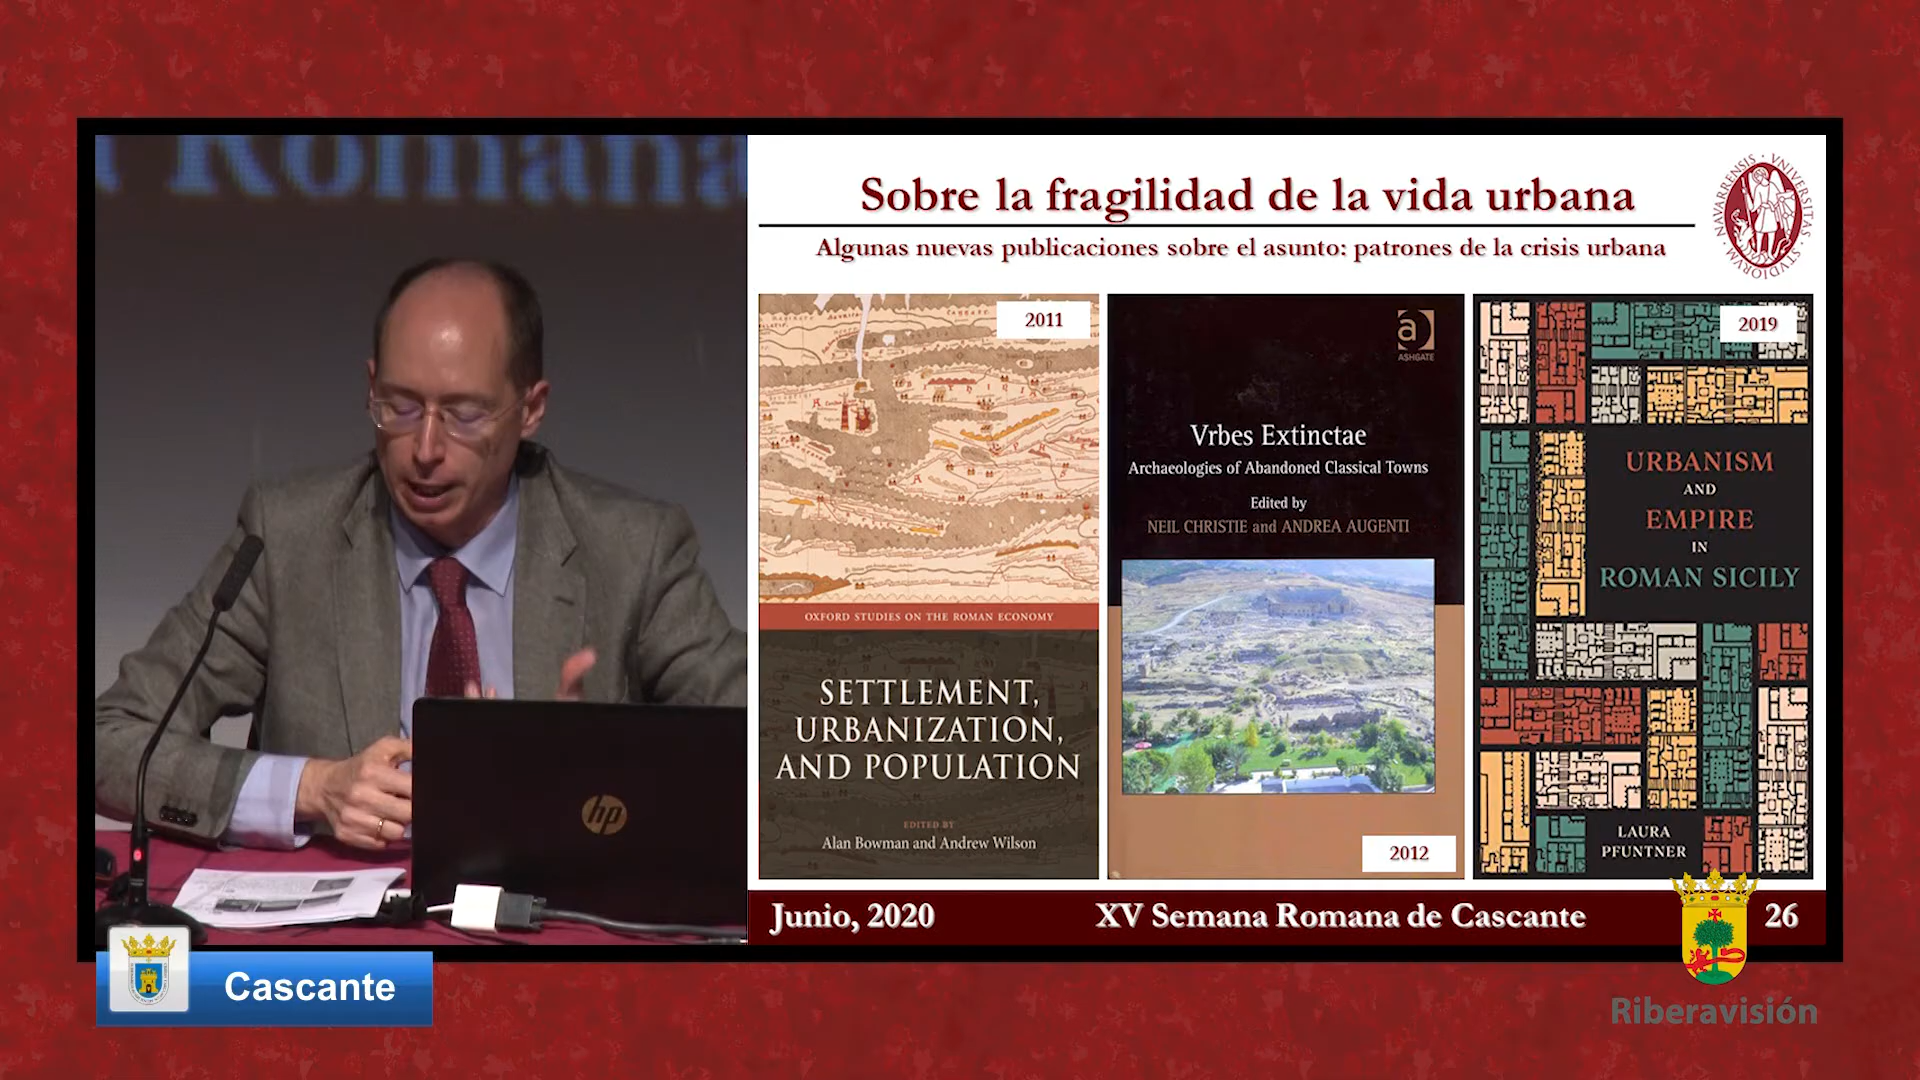 Romana
Sobre la fragilidad de la vida urbana
Algunas nuevas publicaciones sobre el asunto: patrones de la crisis urbana
NAVARRENSIS · VNIVERSITAS · STVDIORVM
2011
OXFORD STUDIES ON THE ROMAN ECONOMY
SETTLEMENT,
URBANIZATION,
AND POPULATION
EDITED BY
Alan Bowman and Andrew Wilson
a
ASHGATE
Vrbes Extinctae
Archaeologies of Abandoned Classical Towns
Edited by
NEIL CHRISTIE and ANDREA AUGENTI
2012
2019
URBANISM
AND
EMPIRE
IN
ROMAN SICILY
LAURA
PFUNTNER
hp
Junio, 2020
XV Semana Romana de Cascante
26
Cascante
Riberavisión